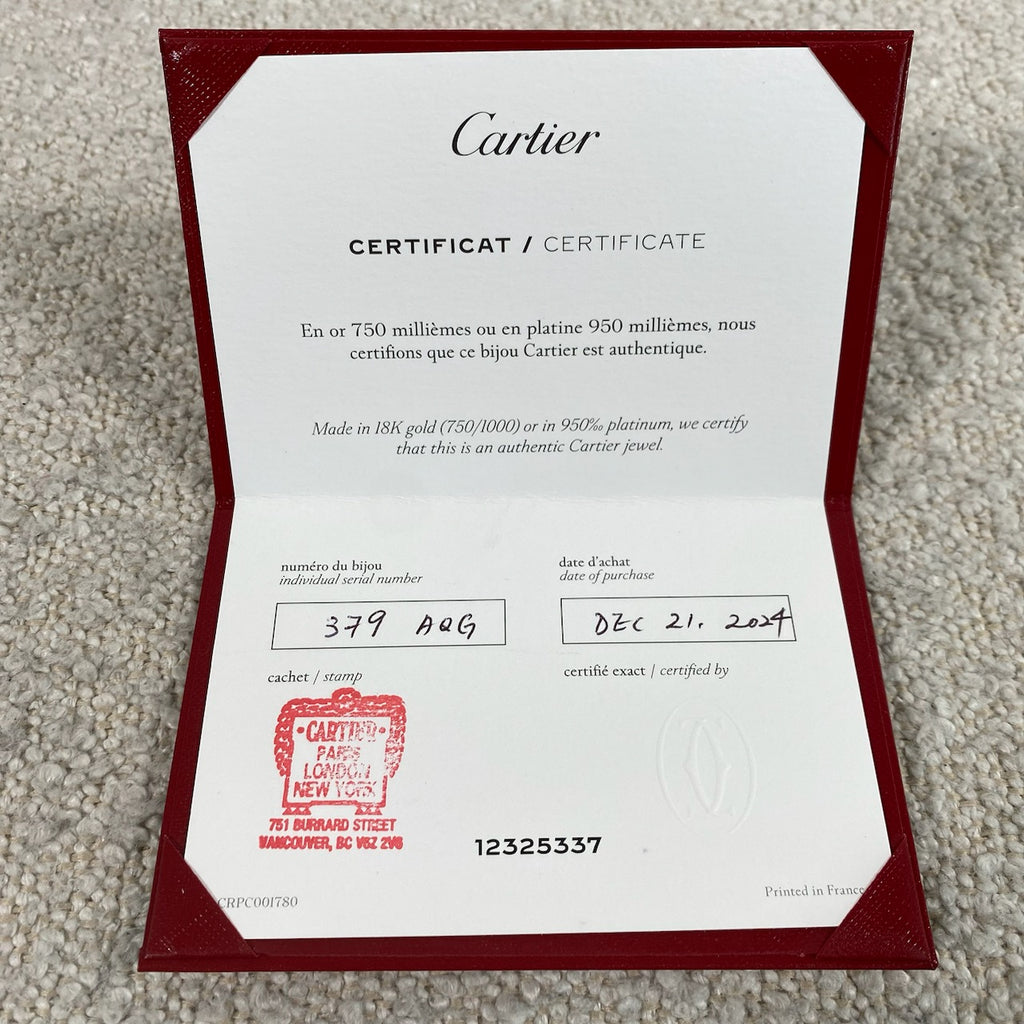 Cartier
CERTIFICAT / CERTIFICATE
En or 750 millièmes ou en platine 950 millièmes, nous
certifions que ce bijou Cartier est authentique.
Made in 18K gold (750/1000) or in 950‰ platinum, we certify
that this is an authentic Cartier jewel.
numéro du bijou
individual serial number
379 AQG
date d'achat
date of purchase
DEC 21. 2024
cachet / stamp
certifié exact / certified by
CARTIER
PARIS
LONDON
NEW YORK
751 BURRARD STREET
VANCOUVER, BC V6Z 2V6
12325337
CRPC001780
Printed in France